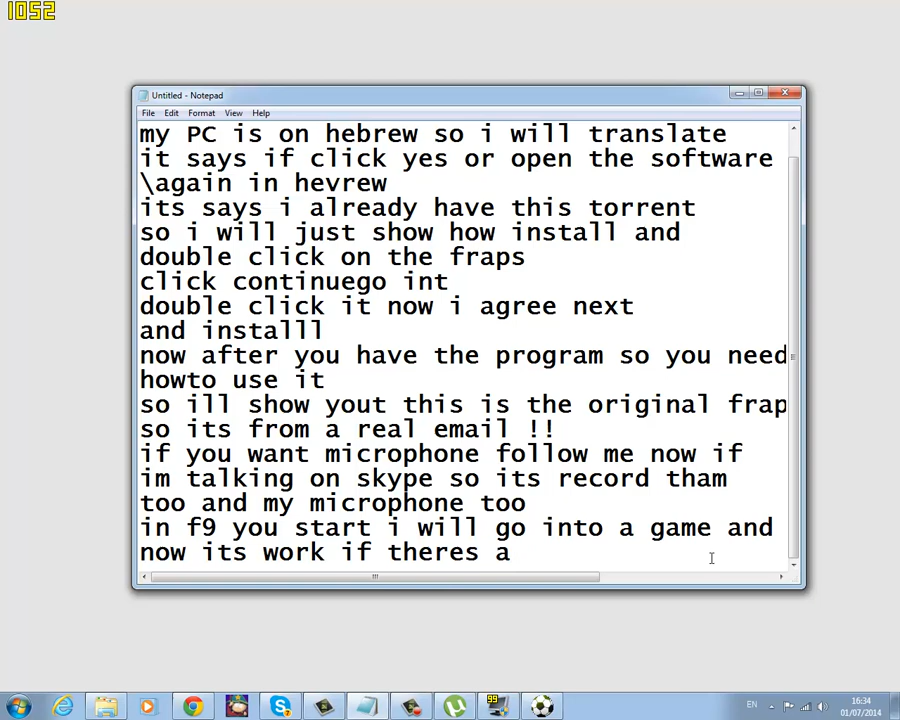 1052
Untitled - Notepad
File Edit Format View Help
my PC is on hebrew so i will translate
it says if click yes or open the software
\again in hevrew
its says i already have this torrent
so i will just show how install and
double click on the fraps
click continuego int
double click it now i agree next
and installl
now after you have the program so you need
howto use it
so ill show yout this is the original frap
so its from a real email !!
if you want microphone follow me now if
im talking on skype so its record tham
too and my microphone too
in f9 you start i will go into a game and
now its work if theres a
99
EN
16:34
01/07/2014